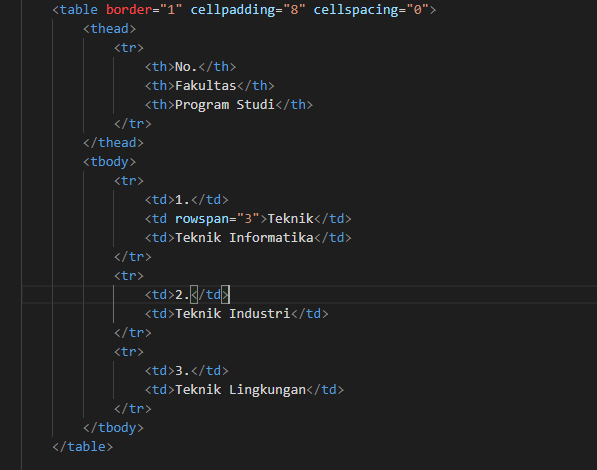 <table border="1" cellpadding="8" cellspacing="0">
<thead>
<tr>
<th>No.</th>
<th>Fakultas</th>
<th>Program Studi</th>
</tr>
</thead>
<tbody>
<tr>
<td>1.</td>
<td rowspan="3">Teknik</td>
<td>Teknik Informatika</td>
</tr>
<tr>
<td>2.</td>
<td>Teknik Industri</td>
</tr>
<tr>
<td>3.</td>
<td>Teknik Lingkungan</td>
</tr>
</tbody>
</table>